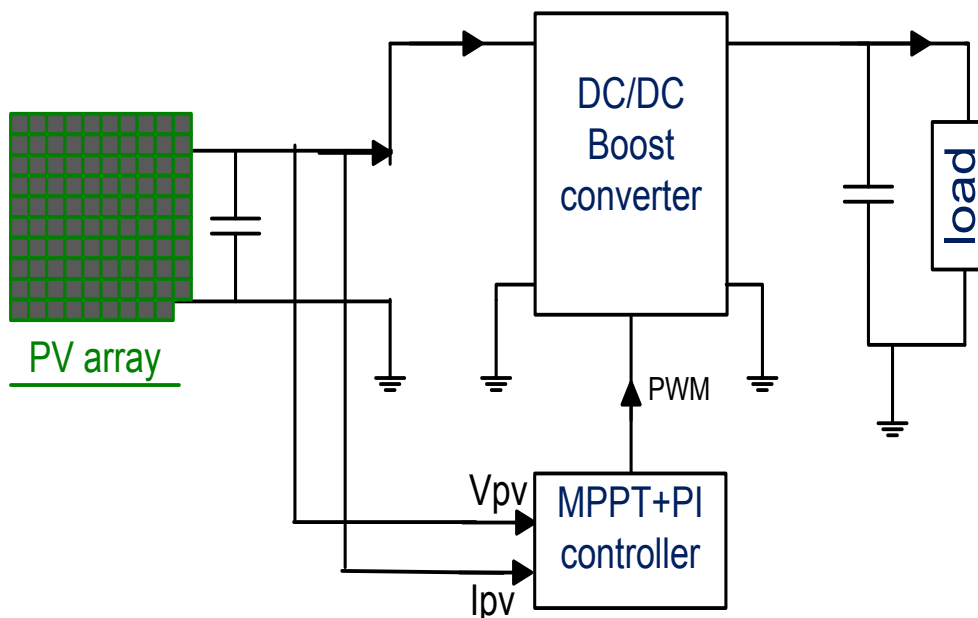 DC/DC
Boost
converter
load
PV array
PWM
Vpv
MPPT+PI
controller
Ipv